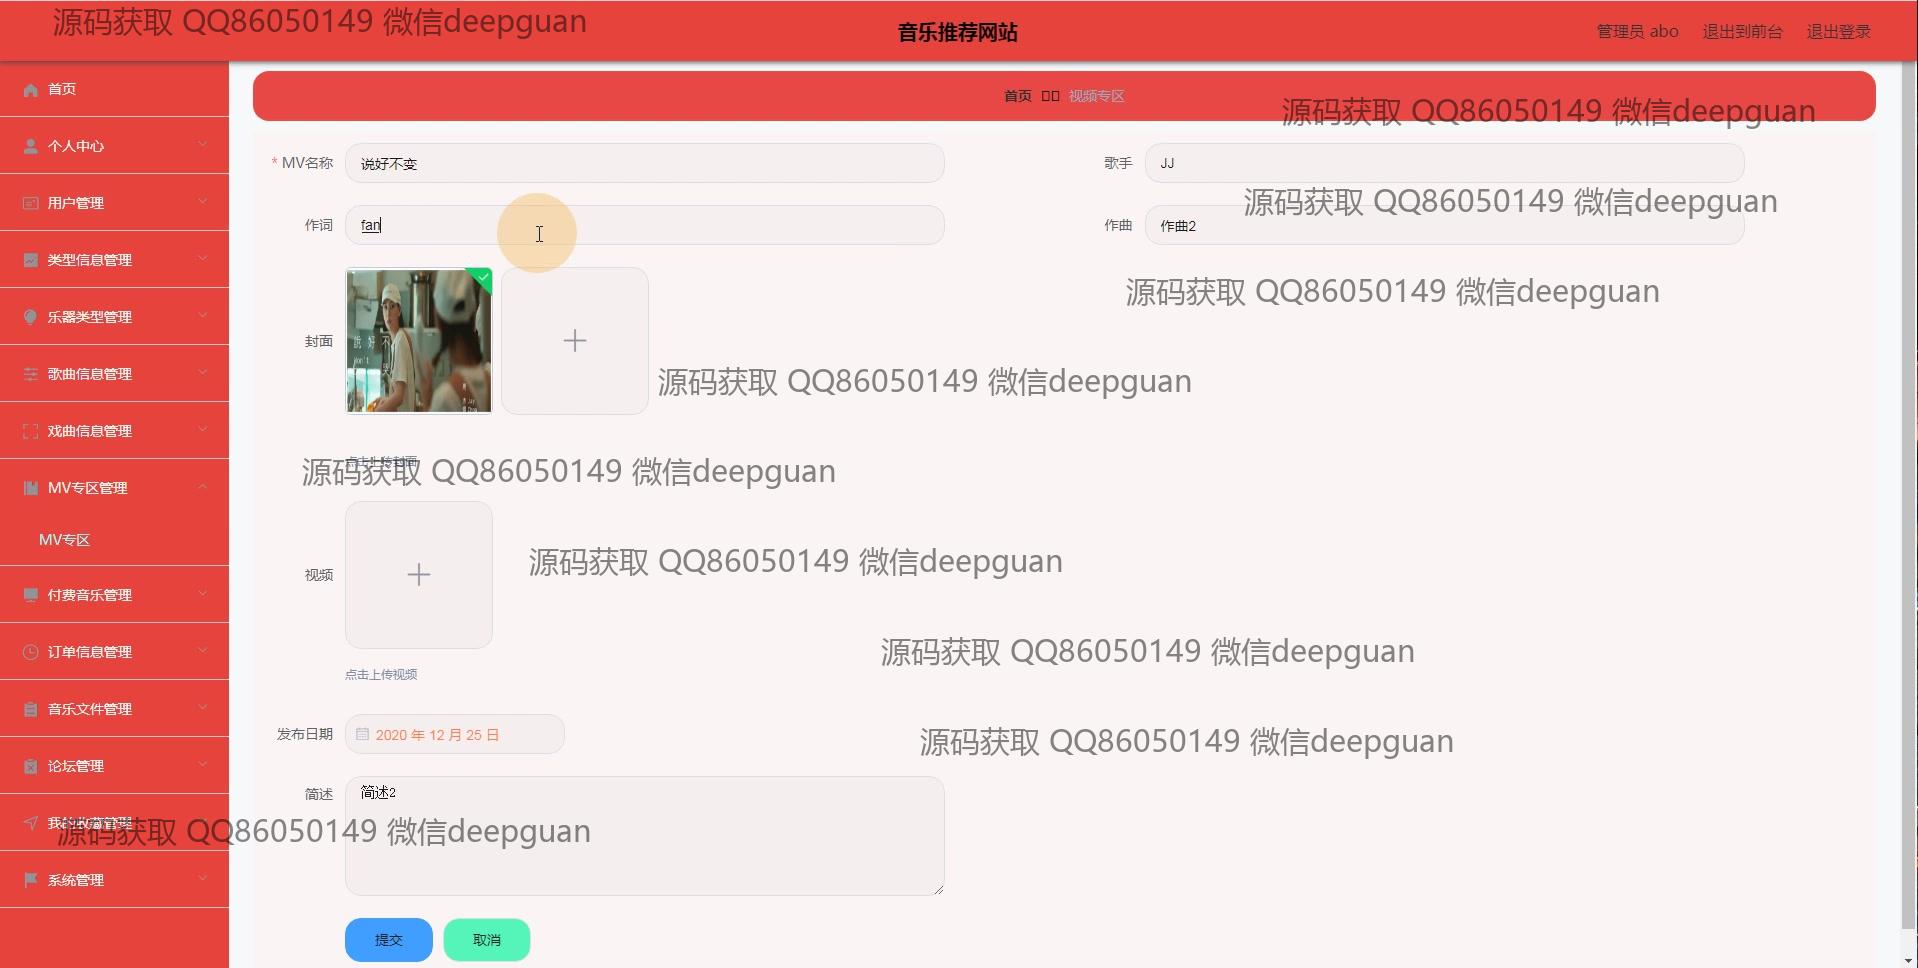 源码获取 QQ86050149 微信deepguan
音乐推荐网站
管理员 abo 退出到前台 退出登录
首页
个人中心
用户管理
类型信息管理
乐器类型管理
歌曲信息管理
戏曲信息管理
MV专区管理
MV专区
付费音乐管理
订单信息管理
音乐文件管理
论坛管理
我的收藏管理
系统管理
首页 视频专区
源码获取 QQ86050149 微信deepguan
* MV名称 说好不变
歌手 JJ
源码获取 QQ86050149 微信deepguan
作词 fan
作曲 作曲2
源码获取 QQ86050149 微信deepguan
封面
說好不
源码获取 QQ86050149 微信deepguan
点击上传封面
源码获取 QQ86050149 微信deepguan
源码获取 QQ86050149 微信deepguan
视频
源码获取 QQ86050149 微信deepguan
点击上传视频
发布日期 2020 年 12 月 25 日
源码获取 QQ86050149 微信deepguan
简述 简述2
源码获取 QQ86050149 微信deepguan
提交 取消